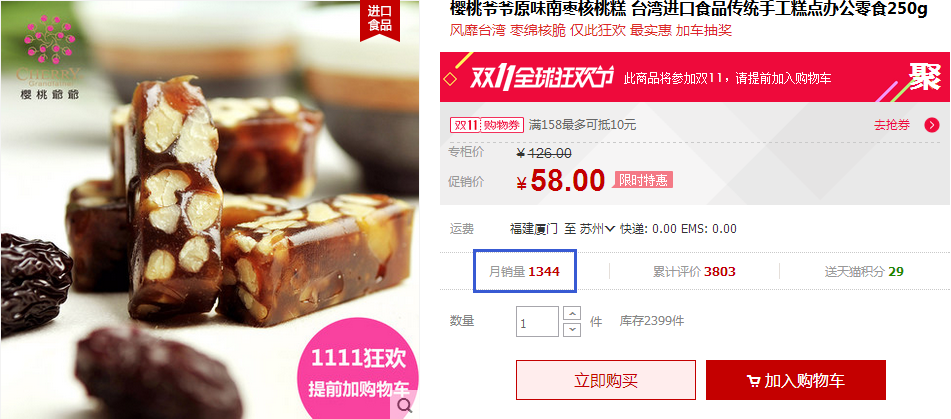 进口
食品
CHERRY
Grandfather
樱桃爺爺
1111狂欢
提前加购物车
樱桃爷爷原味南枣核桃糕 台湾进口食品传统手工糕点办公零食250g
风靡台湾 枣绵核脆 仅此狂欢 最实惠 加车抽奖
双11全球狂欢节 此商品将参加双11，请提前加入购物车 聚
双11 购物券 满158最多可抵10元 去抢券
专柜价 ¥ 126.00
促销价 ¥ 58.00 限时特惠
运费 福建厦门 至 苏州 快递: 0.00 EMS: 0.00
月销量 1344 累计评价 3803 送天猫积分 29
数量 1 件 库存2399件
立即购买 加入购物车